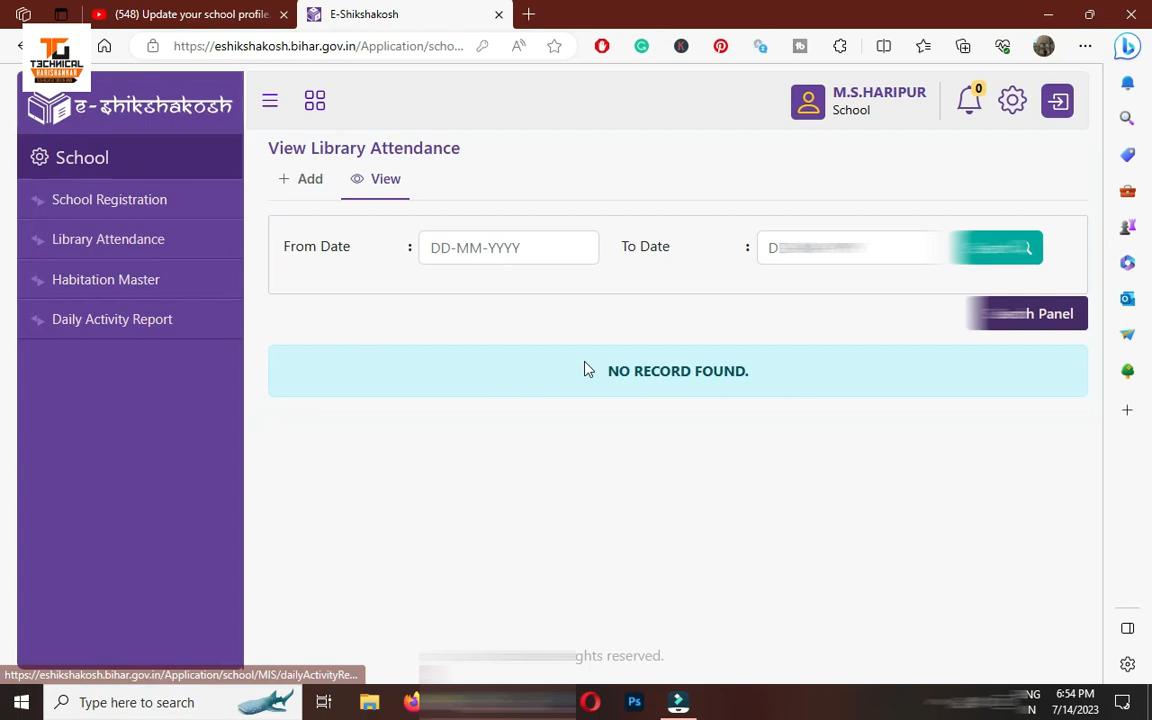 (548) Update your school profile.
E-Shikshakosh
https://eshikshakosh.bihar.gov.in/Application/scho...
TECHNICAL
HARISHANKAR
e-shikshakosh
M.S.HARIPUR
School
0
School
School Registration
Library Attendance
Habitation Master
Daily Activity Report
View Library Attendance
Add
View
From Date :
DD-MM-YYYY
To Date :
D
h Panel
NO RECORD FOUND.
ghts reserved.
https://eshikshakosh.bihar.gov.in/Application/school/MIS/dailyActivityRe...
Type here to search
Ps
NG
N
6:54 PM
7/14/2023